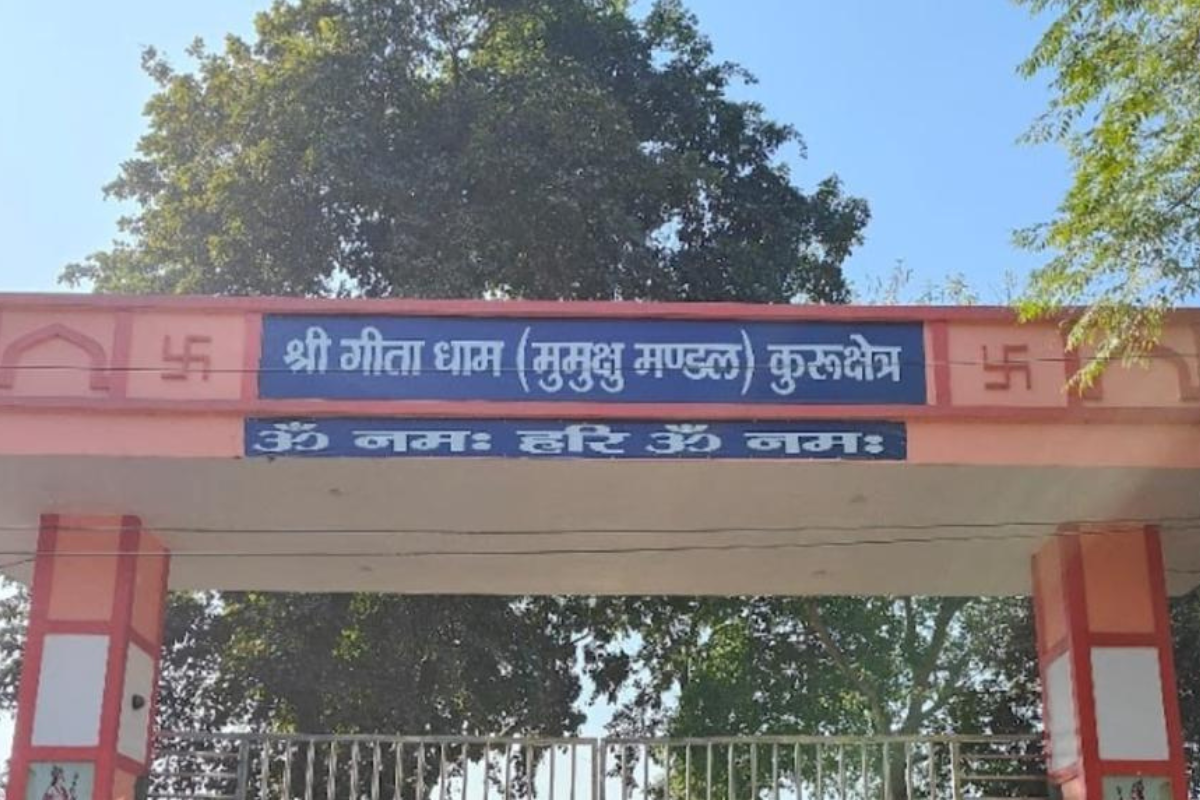 श्री गीता धाम (मुमुक्षु मण्डल) कुरूक्षेत्र
ॐ नमः हरि ॐ नमः